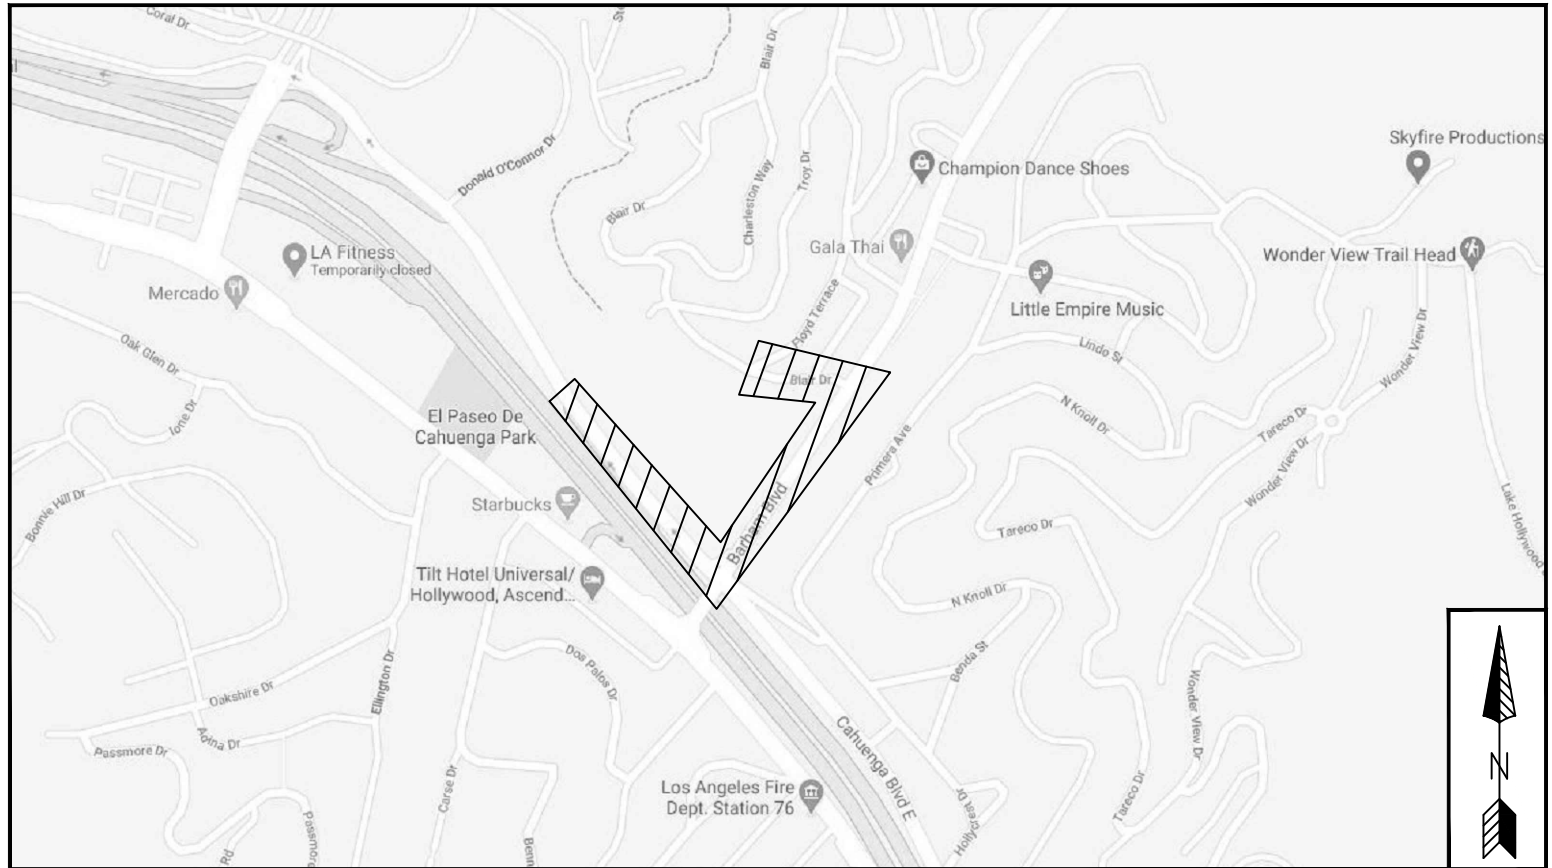 Coral Dr
Blair Dr
Donald O'Connor Dr
Skyfire Productions
Champion Dance Shoes
Charleston Way
Troy Dr
Blair Dr
Gala Thai
LA Fitness
Temporarily closed
Wonder View Trail Head
Mercado
Little Empire Music
Floyd Terrace
Oak Glen Dr
Lindo St
Wonder View Dr
Blair Dr
Ione Dr
El Paseo De
Cahuenga Park
N Knoll Dr
Tareco Dr
Primera Ave
Wonder View Dr
Bonnie Hill Dr
Starbucks
Barham Blvd
Tareco Dr
Lake Hollywood
Tilt Hotel Universal/
Hollywood, Ascend...
N Knoll Dr
Benda St
Dos Palos Dr
Ellington Dr
Oakshire Dr
Wonder View Dr
Adina Dr
Passmore Dr
Cahuenga Blvd E
Carse Dr
Los Angeles Fire
Dept. Station 76
Tareco Dr
Hollycrest Dr
Passmore
Benn
Rd
N